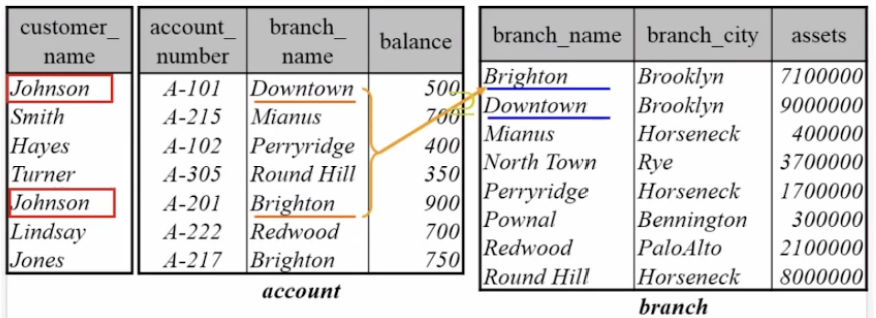 customer_name account_number branch_name balance
Johnson A-101 Downtown 500
Smith A-215 Mianus 700
Hayes A-102 Perryridge 400
Turner A-305 Round Hill 350
Johnson A-201 Brighton 900
Lindsay A-222 Redwood 700
Jones A-217 Brighton 750
account
branch_name branch_city assets
Brighton Brooklyn 7100000
Downtown Brooklyn 9000000
Mianus Horseneck 400000
North Town Rye 3700000
Perryridge Horseneck 1700000
Pownal Bennington 300000
Redwood PaloAlto 2100000
Round Hill Horseneck 8000000
branch